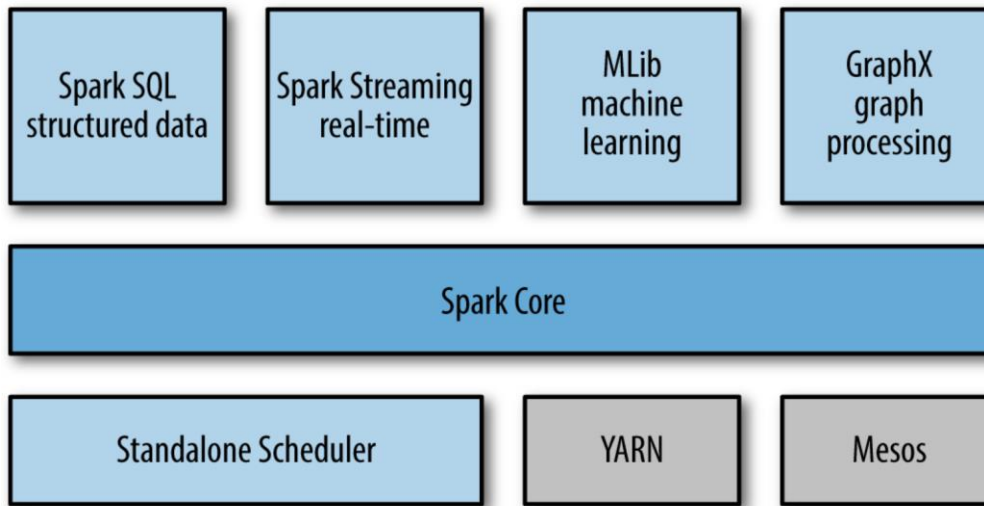 Spark SQL
structured data
Spark Streaming
real-time
MLib
machine
learning
GraphX
graph
processing
Spark Core
Standalone Scheduler
YARN
Mesos